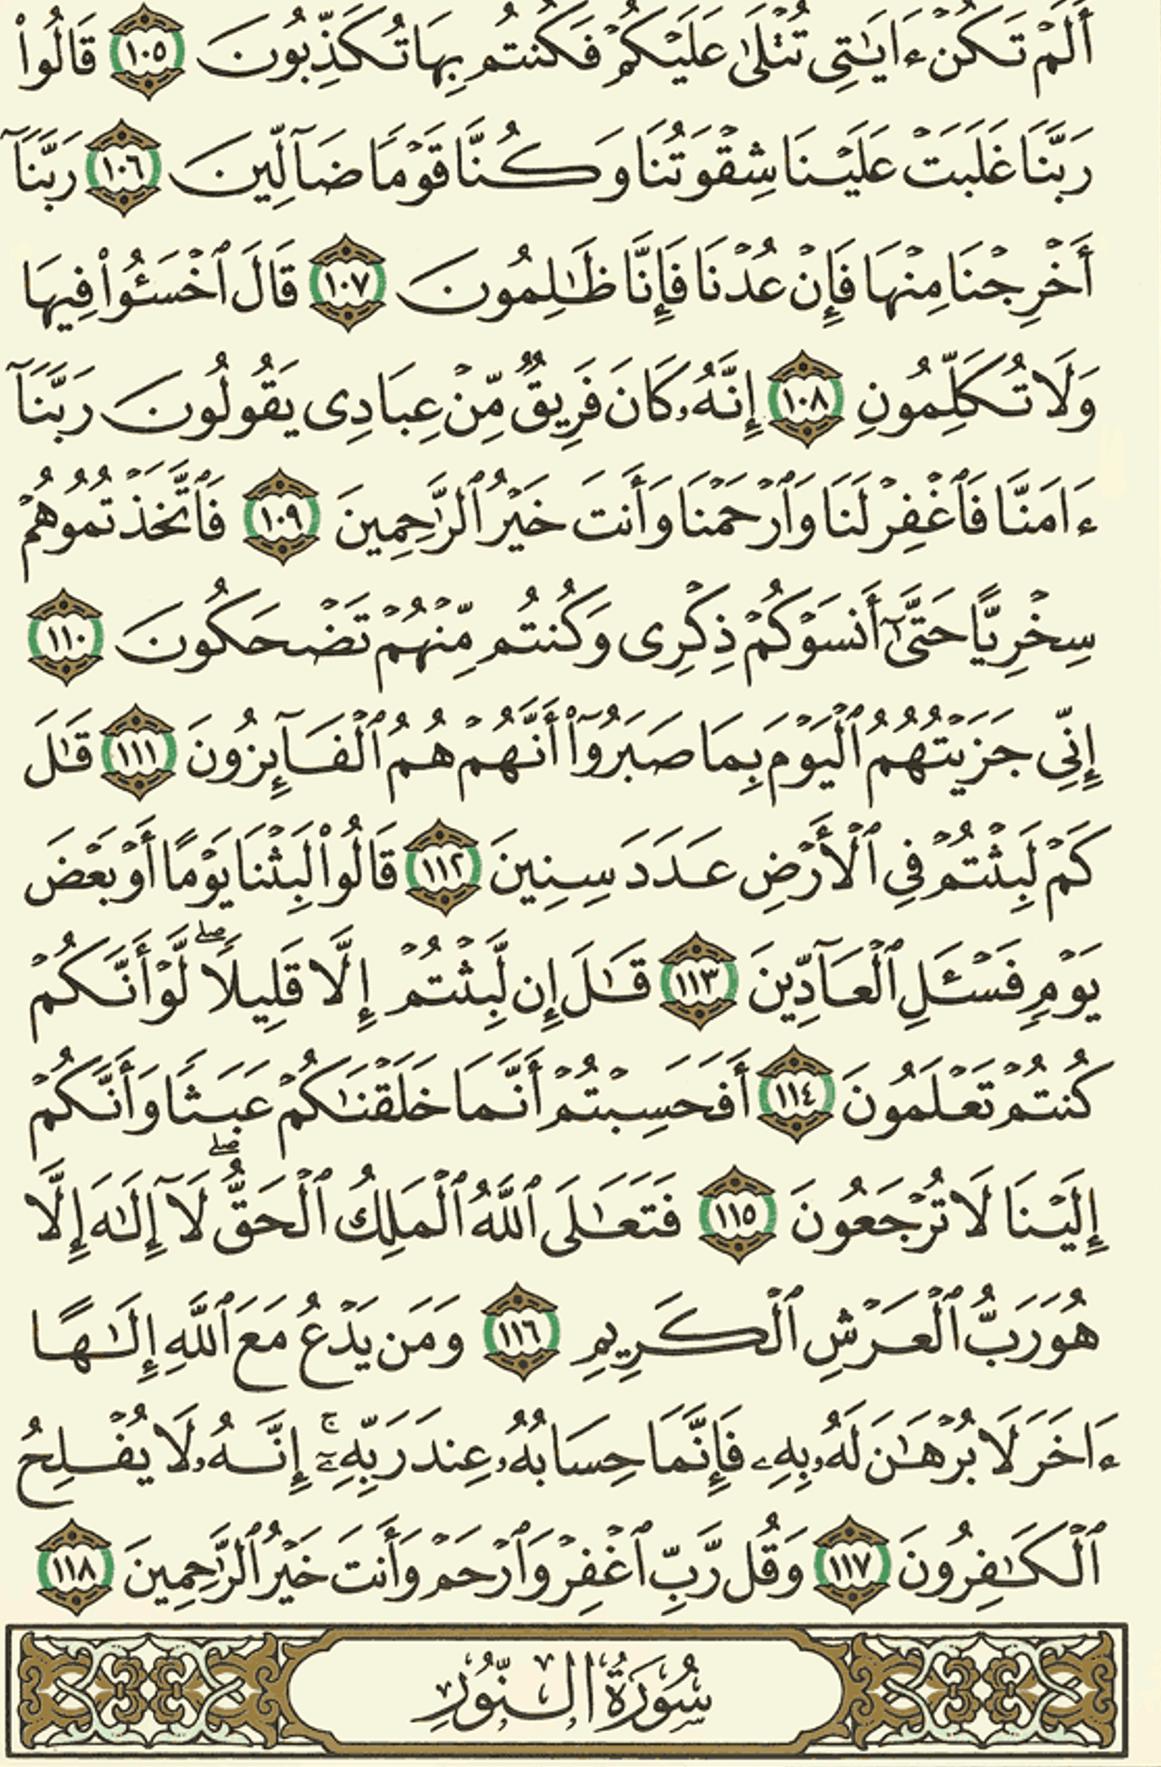 أَلَمْ تَكُنْ ءَايَـٰتِى تُتْلَىٰ عَلَيْكُمْ فَكُنتُم بِهَا تُكَذِّبُونَ ١٠٥ قَالُوا۟
رَبَّنَا غَلَبَتْ عَلَيْنَا شِقْوَتُنَا وَكُنَّا قَوْمًا ضَآلِّينَ ١٠٦ رَبَّنَآ
أَخْرِجْنَا مِنْهَا فَإِنْ عُدْنَا فَإِنَّا ظَـٰلِمُونَ ١٠٧ قَالَ ٱخْسَـُٔوا۟ فِيهَا
وَلَا تُكَلِّمُونِ ١٠٨ إِنَّهُۥ كَانَ فَرِيقٌ مِّنْ عِبَادِى يَقُولُونَ رَبَّنَآ
ءَامَنَّا فَٱغْفِرْ لَنَا وَٱرْحَمْنَا وَأَنتَ خَيْرُ ٱلرَّٰحِمِينَ ١٠٩ فَٱتَّخَذْتُمُوهُمْ
سِخْرِيًّا حَتَّىٰٓ أَنسَوْكُمْ ذِكْرِى وَكُنتُم مِّنْهُمْ تَضْحَكُونَ ١١٠
إِنِّى جَزَيْتُهُمُ ٱلْيَوْمَ بِمَا صَبَرُوٓا۟ أَنَّهُمْ هُمُ ٱلْفَآئِزُونَ ١١١ قَـٰلَ
كَمْ لَبِثْتُمْ فِى ٱلْأَرْضِ عَدَدَ سِنِينَ ١١٢ قَالُوا۟ لَبِثْنَا يَوْمًا أَوْ بَعْضَ
يَوْمٍ فَسْـَٔلِ ٱلْعَآدِّينَ ١١٣ قَـٰلَ إِن لَّبِثْتُمْ إِلَّا قَلِيلًا ۖ لَّوْ أَنَّكُمْ
كُنتُمْ تَعْلَمُونَ ١١٤ أَفَحَسِبْتُمْ أَنَّمَا خَلَقْنَـٰكُمْ عَبَثًا وَأَنَّكُمْ
إِلَيْنَا لَا تُرْجَعُونَ ١١٥ فَتَعَـٰلَى ٱللَّهُ ٱلْمَلِكُ ٱلْحَقُّ ۖ لَآ إِلَـٰهَ إِلَّا
هُوَ رَبُّ ٱلْعَرْشِ ٱلْكَرِيمِ ١١٦ وَمَن يَدْعُ مَعَ ٱللَّهِ إِلَـٰهًا
ءَاخَرَ لَا بُرْهَـٰنَ لَهُۥ بِهِۦ فَإِنَّمَا حِسَابُهُۥ عِندَ رَبِّهِۦٓ ۚ إِنَّهُۥ لَا يُفْلِحُ
ٱلْكَـٰفِرُونَ ١١٧ وَقُل رَّبِّ ٱغْفِرْ وَٱرْحَمْ وَأَنتَ خَيْرُ ٱلرَّٰحِمِينَ ١١٨
سُورَةُ النُّورِ